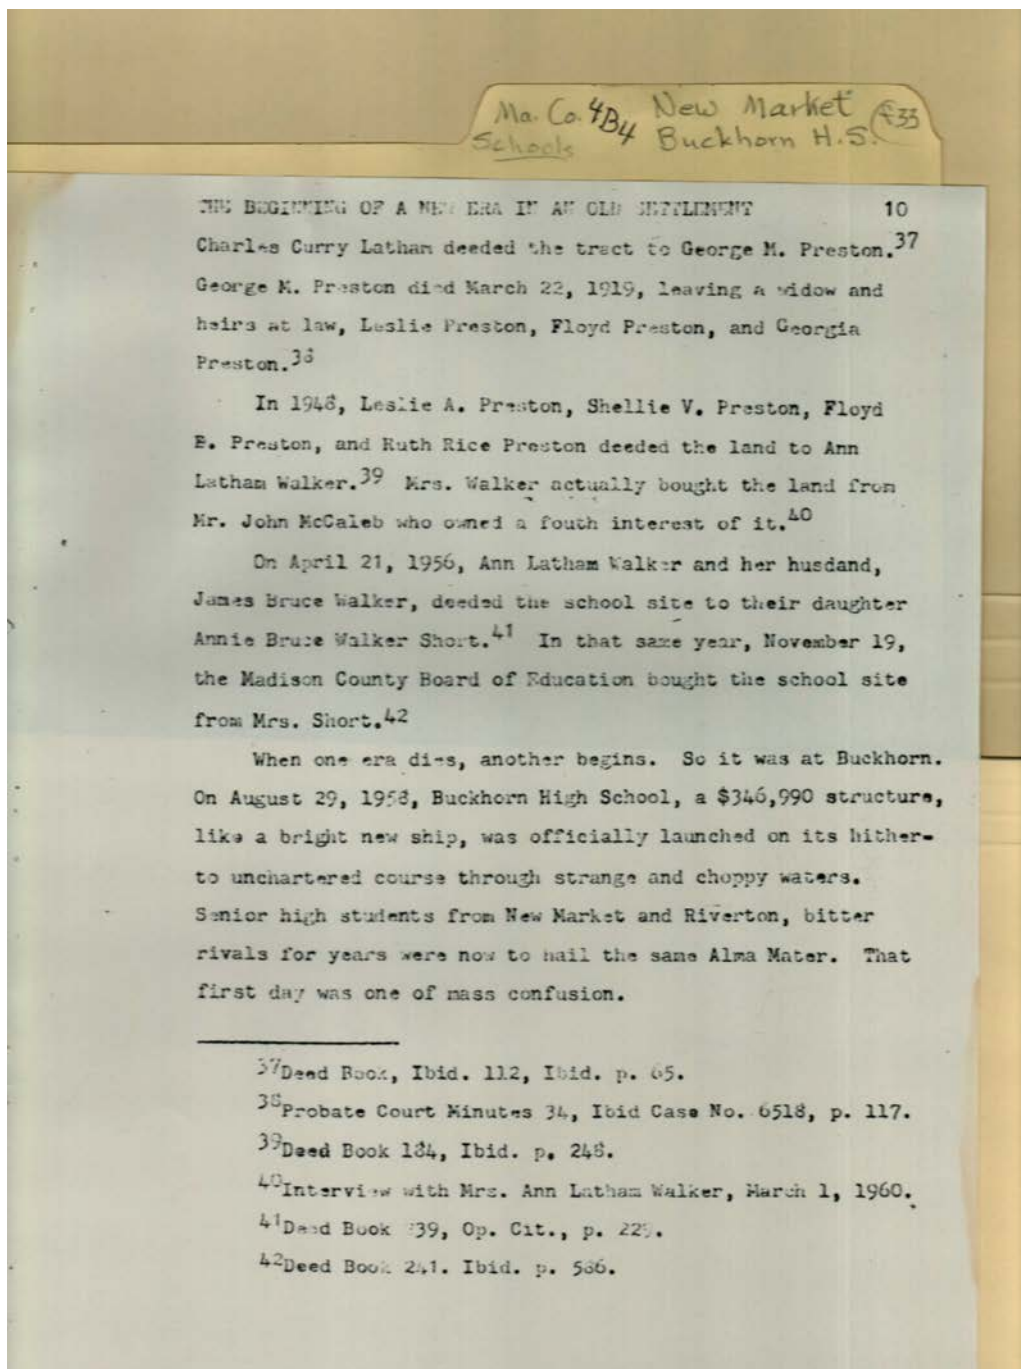 Ma. Co. 4B4 New Market
Schools Buckhorn H.S.
THE BEGINNING OF A NEW ERA IN AN OLD SETTLEMENT 10
Charles Curry Latham deeded the tract to George M. Preston.37
George M. Preston died March 22, 1919, leaving a widow and
heirs at law, Leslie Preston, Floyd Preston, and Georgia
Preston.38
In 1948, Leslie A. Preston, Shellie V. Preston, Floyd
B. Preston, and Ruth Rice Preston deeded the land to Ann
Latham Walker.39 Mrs. Walker actually bought the land from
Mr. John McCaleb who owned a fouth interest of it.40
On April 21, 1956, Ann Latham Walker and her husdand,
James Bruce Walker, deeded the school site to their daughter
Annie Bruce Walker Short.41 In that same year, November 19,
the Madison County Board of Education bought the school site
from Mrs. Short.42
When one era dies, another begins. So it was at Buckhorn.
On August 29, 1958, Buckhorn High School, a $346,990 structure,
like a bright new ship, was officially launched on its hither-
to unchartered course through strange and choppy waters.
Senior high students from New Market and Riverton, bitter
rivals for years were now to hail the same Alma Mater. That
first day was one of mass confusion.
37Deed Book, Ibid. 112, Ibid. p. 65.
38Probate Court Minutes 34, Ibid Case No. 6518, p. 117.
39Deed Book 184, Ibid. p. 248.
40Interview with Mrs. Ann Latham Walker, March 1, 1960.
41Deed Book Op. Cit., p.
42Deed Book 241. Ibid. p. 586.